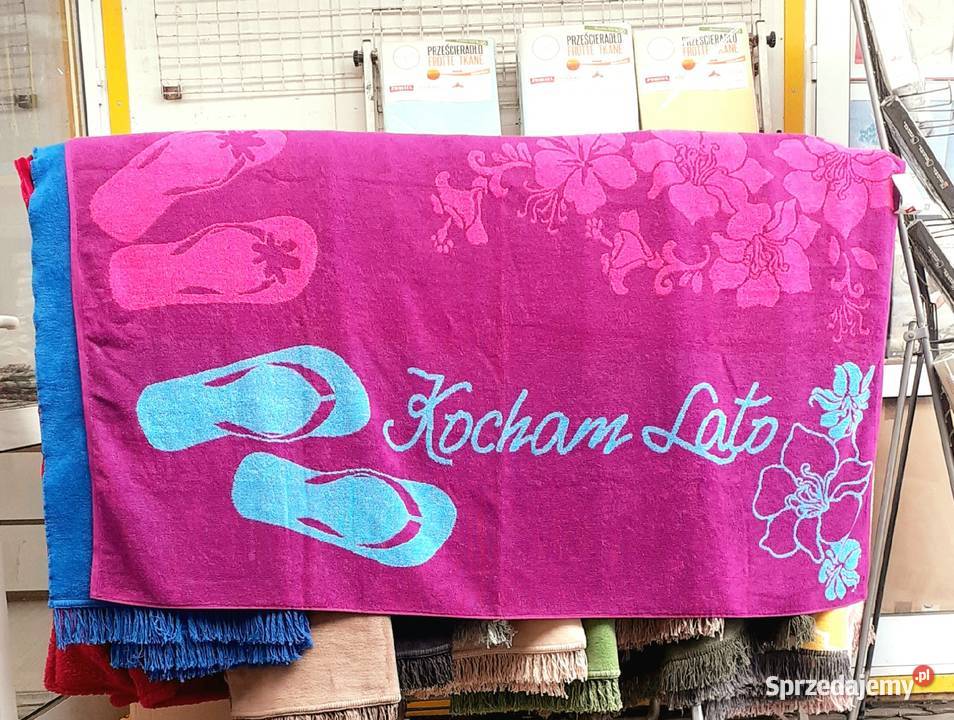 PRZEŚCIERADŁO
FROTTE TKANE
PRZEŚCIERADŁO
FROTTE TKANE
PRZEŚCIERADŁO
FROTTE TKANE
Kocham Lato
Sprzedajemy.pl